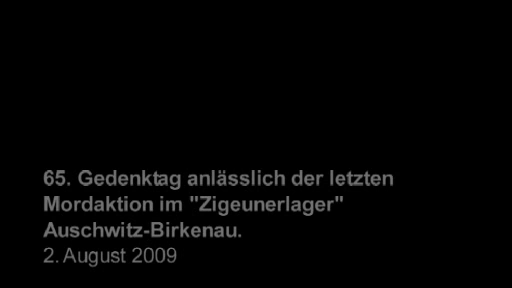 65. Gedenktag anlässlich der letzten
Mordaktion im "Zigeunerlager"
Auschwitz-Birkenau.
2. August 2009